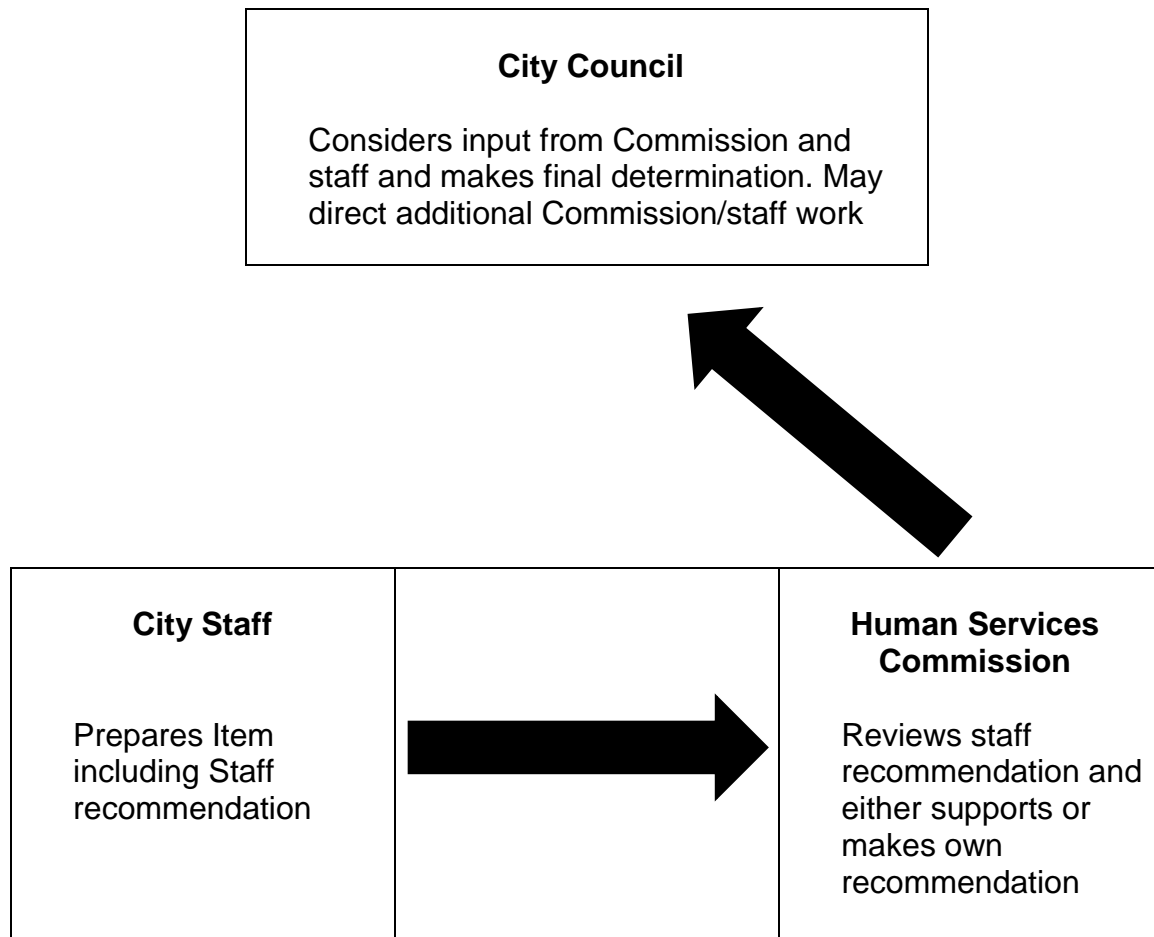 City Council
Considers input from Commission and
staff and makes final determination. May
direct additional Commission/staff work
City Staff
Prepares Item
including Staff
recommendation
Human Services
Commission
Reviews staff
recommendation and
either supports or
makes own
recommendation